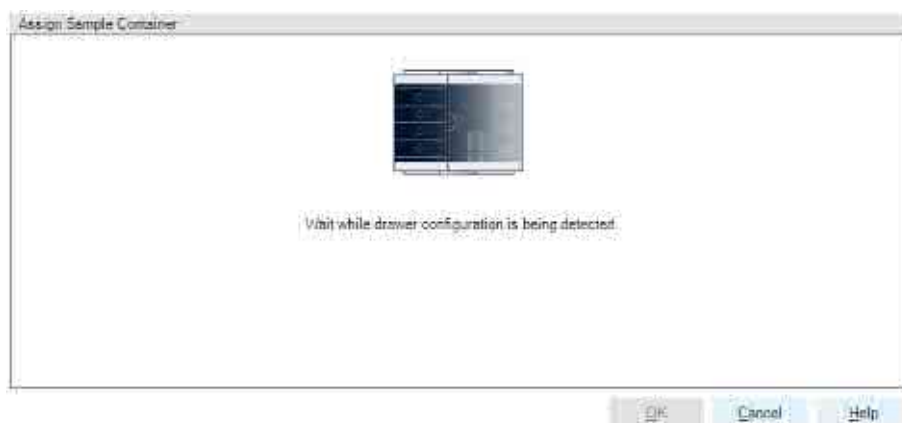 Assign Sample Container
Wait while drawer configuration is being detected.
OK
Cancel
Help